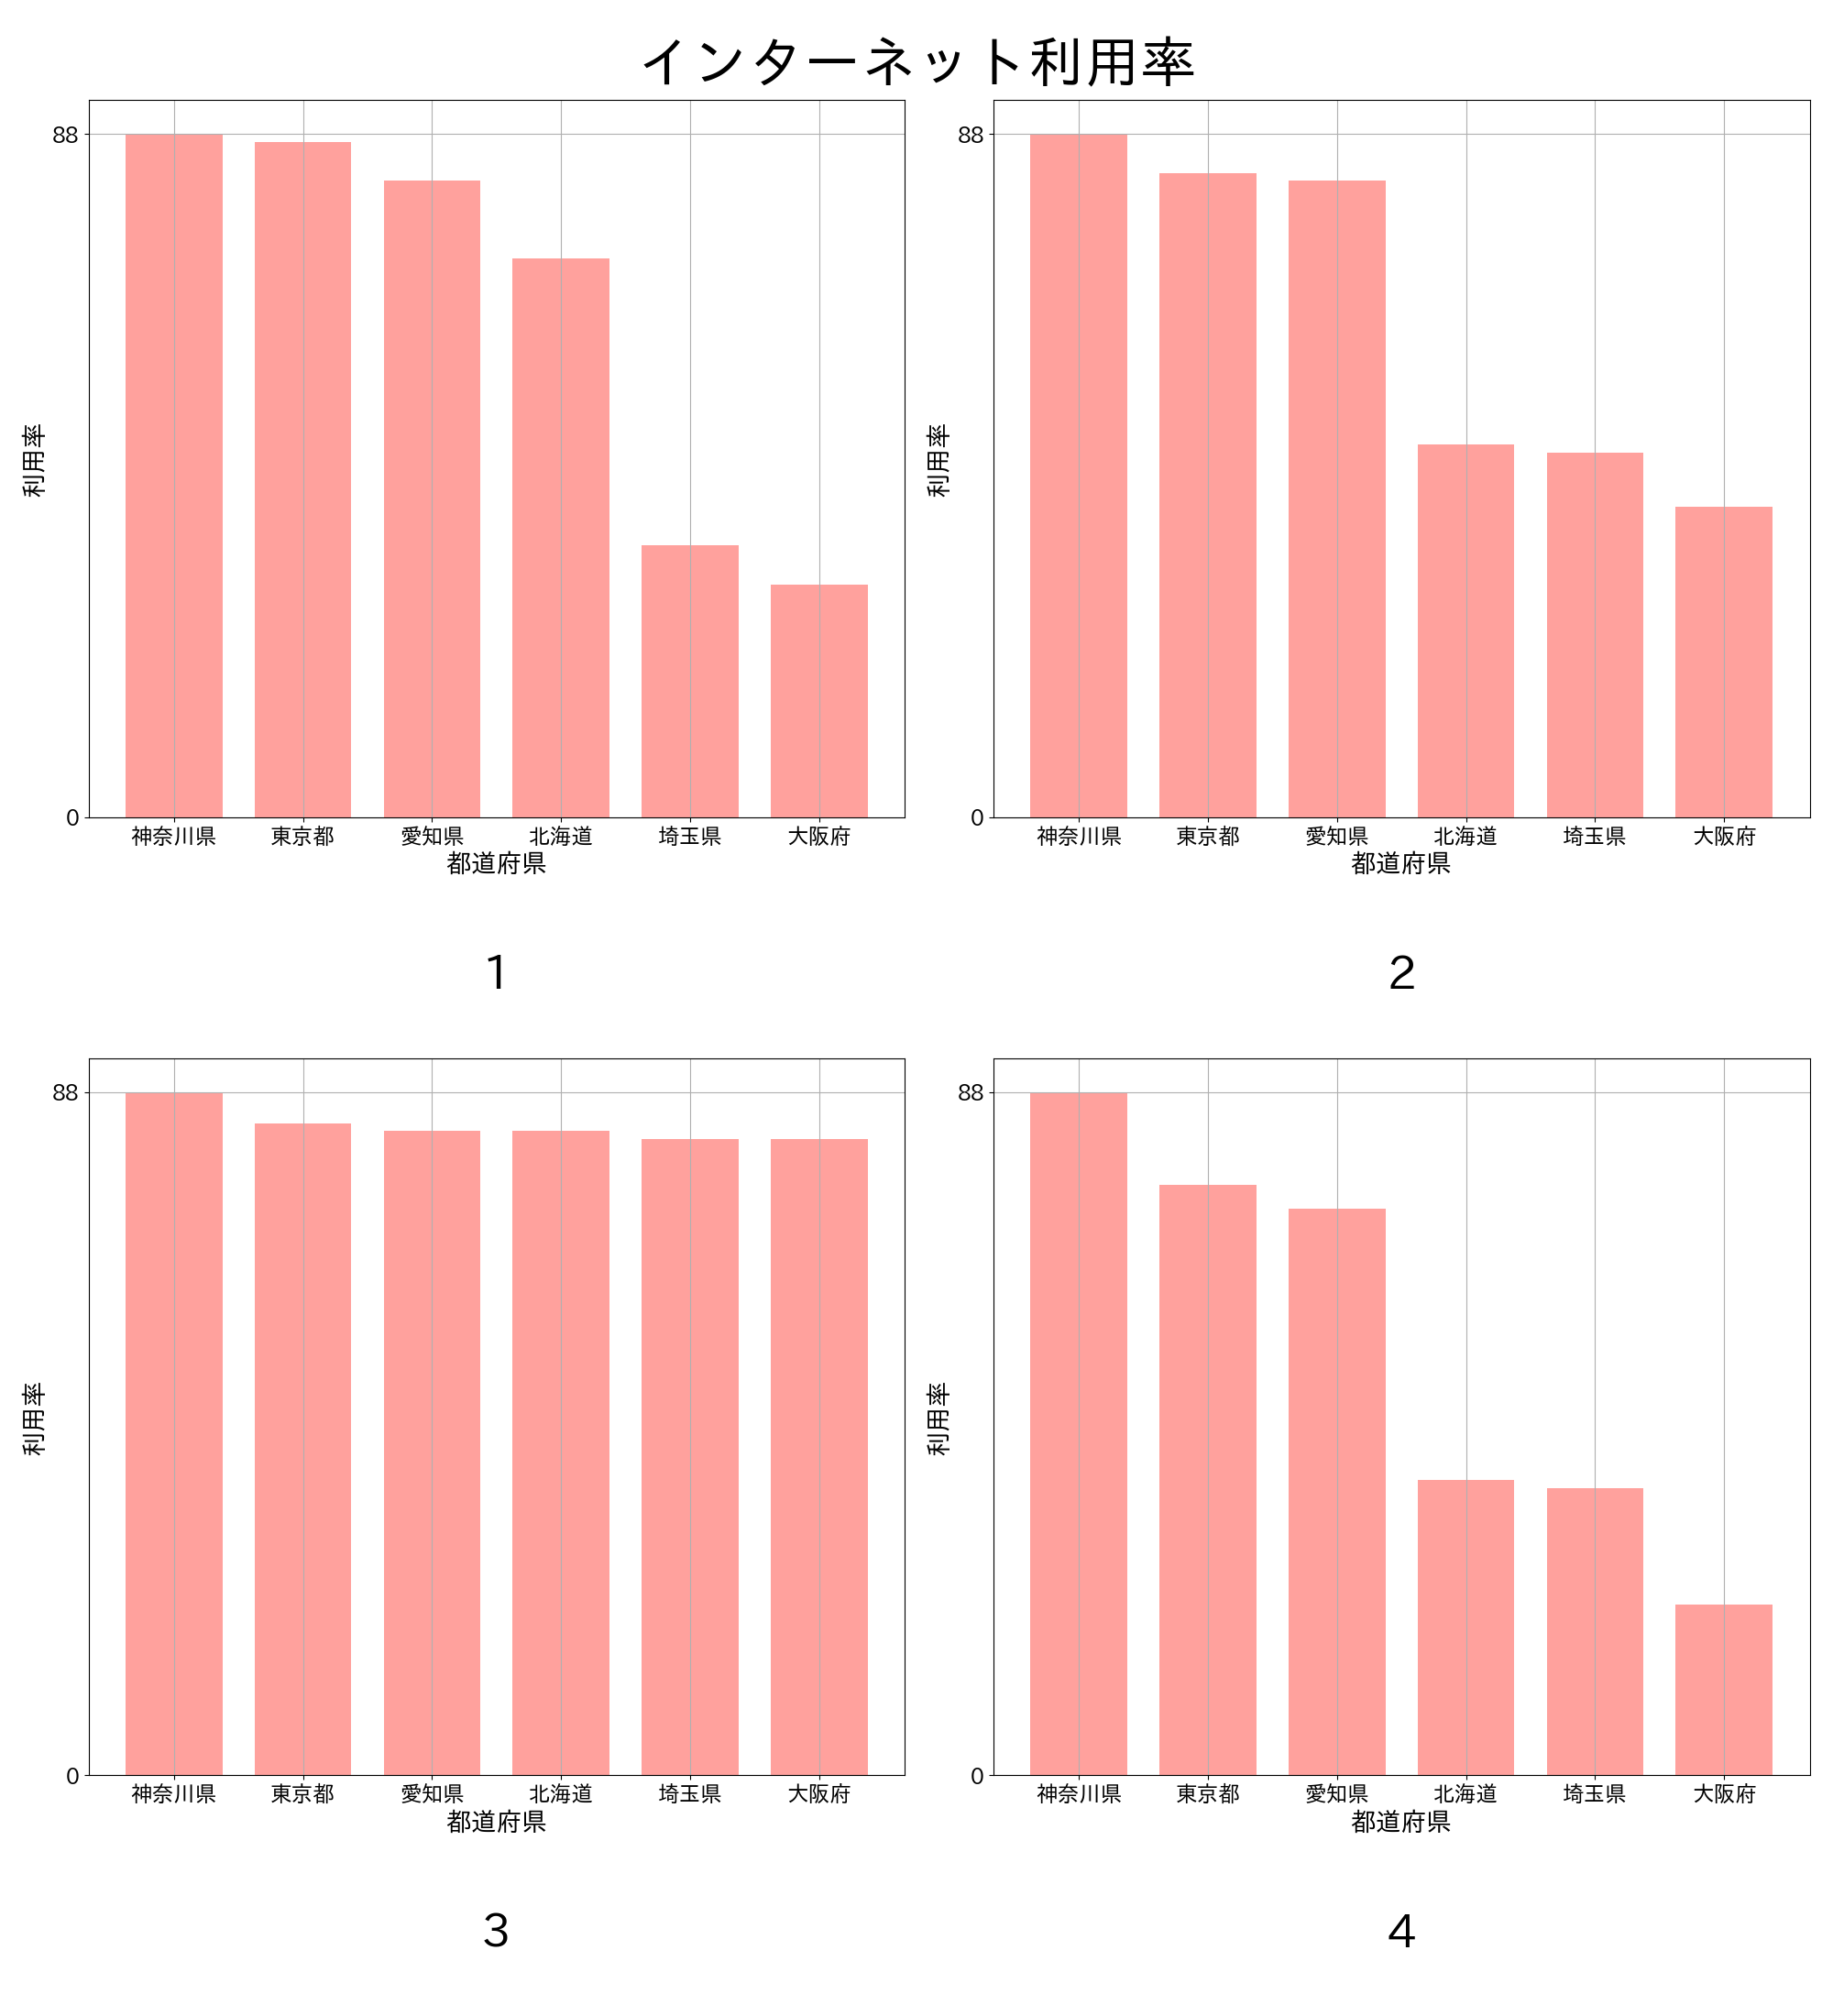 インターネット利用率
88
利用率
0
神奈川県 東京都 愛知県 北海道 埼玉県 大阪府
都道府県
1
88
利用率
0
神奈川県 東京都 愛知県 北海道 埼玉県 大阪府
都道府県
2
88
利用率
0
神奈川県 東京都 愛知県 北海道 埼玉県 大阪府
都道府県
3
88
利用率
0
神奈川県 東京都 愛知県 北海道 埼玉県 大阪府
都道府県
4